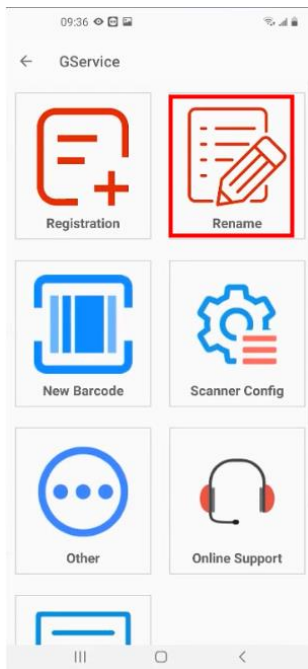 09:36
GService
Registration
Rename
New Barcode
Scanner Config
Other
Online Support